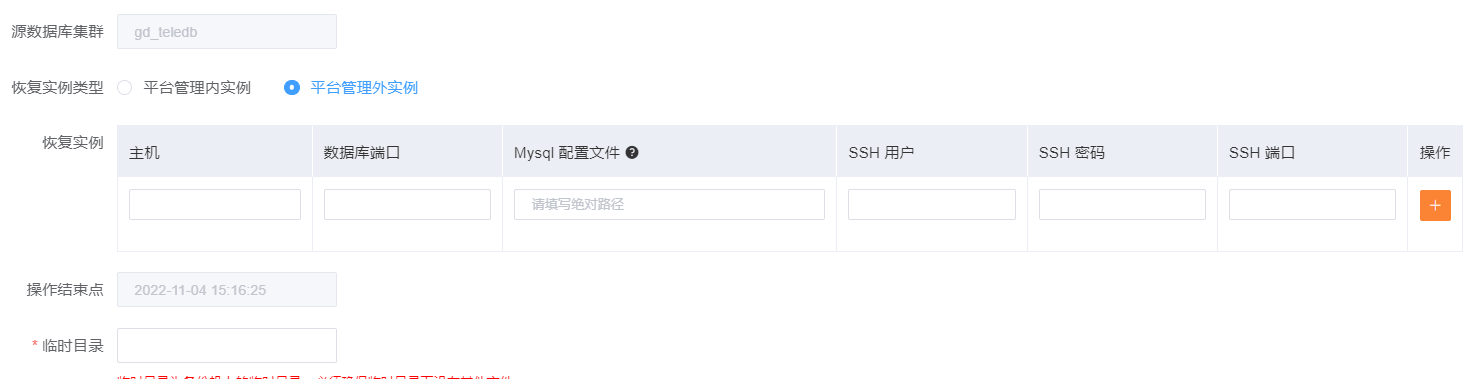 源数据库集群 gd_teledb
恢复实例类型 平台管理内实例 平台管理外实例
恢复实例 主机 数据库端口 Mysql 配置文件 SSH 用户 SSH 密码 SSH 端口 操作
请填写绝对路径
操作结束点 2022-11-04 15:16:25
* 临时目录